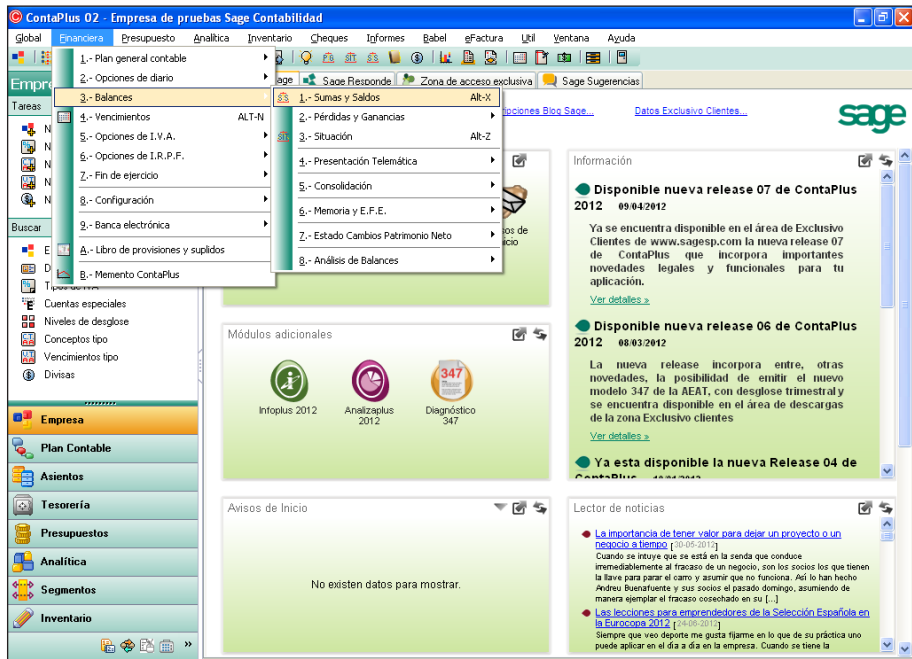 ContaPlus 02 - Empresa de pruebas Sage Contabilidad
Global Financiera Presupuesto Analítica Inventario Cheques Informes Babel eFactura Util Ventana Ayuda
Sage Responde Zona de acceso exclusiva Sage Sugerencias
Empre
Tareas
1.- Plan general contable
2.- Opciones de diario
3.- Balances
4.- Vencimientos ALT-N
5.- Opciones de I.V.A.
6.- Opciones de I.R.P.F.
7.- Fin de ejercicio
8.- Configuración
9.- Banca electrónica
A.- Libro de provisiones y suplidos
B.- Memento ContaPlus
1.- Sumas y Saldos Alt-X
2.- Pérdidas y Ganancias
3.- Situación Alt-Z
4.- Presentación Telemática
5.- Consolidación
6.- Memoria y E.F.E.
7.- Estado Cambios Patrimonio Neto
8.- Análisis de Balances
ipciones Blog Sage... Datos Exclusivo Clientes...
sage
Buscar
Tipos de IVA
Cuentas especiales
Niveles de desglose
Conceptos tipo
Vencimientos tipo
Divisas
Empresa
Plan Contable
Asientos
Tesorería
Presupuestos
Analítica
Segmentos
Inventario
os de
icio
Módulos adicionales
Infoplus 2012
Analizaplus
2012
347
Diagnóstico
347
Avisos de Inicio
No existen datos para mostrar.
Información
Disponible nueva release 07 de ContaPlus
2012 09/04/2012
Ya se encuentra disponible en el área de Exclusivo
Clientes de www.sagesp.com la nueva release 07
de ContaPlus que incorpora importantes
novedades legales y funcionales para tu
aplicación.
Ver detalles »
Disponible nueva release 06 de ContaPlus
2012 08/03/2012
La nueva release incorpora entre, otras
novedades, la posibilidad de emitir el nuevo
modelo 347 de la AEAT, con desglose trimestral y
se encuentra disponible en el área de descargas
de la zona Exclusivo clientes
Ver detalles »
Ya esta disponible la nueva Release 04 de
ContaPlus
Lector de noticias
La importancia de tener valor para dejar un proyecto o un
negocio a tiempo [30-05-2012]
Cuando se intuye que se está en la senda que conduce
irremediablemente al fracaso de un negocio, son los socios los que tienen
la llave para parar el carro y asumir que no funciona. Así lo han hecho
Andreu Buenafuente y sus socios el pasado domingo, asumiendo de
manera ejemplar el fracaso cosechado en su [...]
Las lecciones para emprendedores de la Selección Española en
la Eurocopa 2012 [24-06-2012]
Siempre que veo deporte me gusta fijarme en lo que de su práctica uno
puede aplicar en el día a día en la empresa. Cuando se tiene la